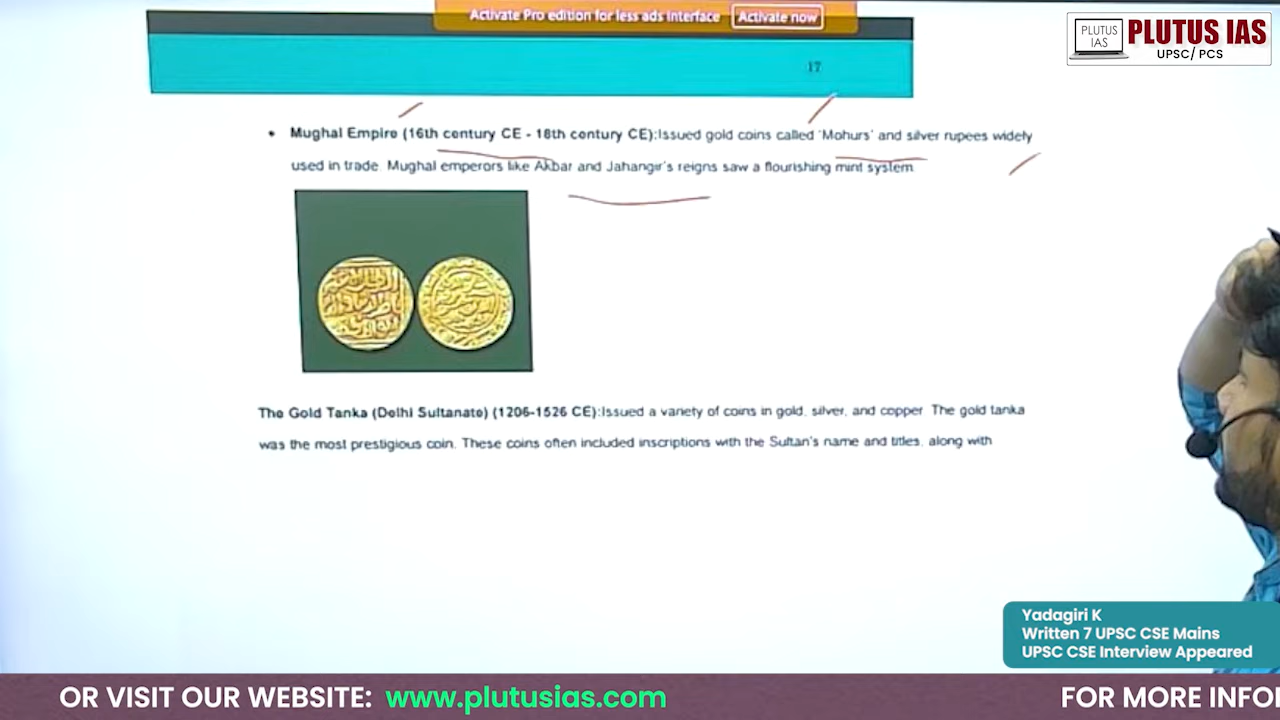 Activate Pro edition for less ads interface Activate now
PLUTUS IAS
PLUTUS IAS
UPSC/ PCS
17
• Mughal Empire (16th century CE - 18th century CE):Issued gold coins called 'Mohurs' and silver rupees widely
used in trade. Mughal emperors like Akbar and Jahangir's reigns saw a flourishing mint system
The Gold Tanka (Delhi Sultanate) (1206-1526 CE):Issued a variety of coins in gold, silver, and copper. The gold tanka
was the most prestigious coin. These coins often included inscriptions with the Sultan's name and titles, along with
Yadagiri K
Written 7 UPSC CSE Mains
UPSC CSE Interview Appeared
OR VISIT OUR WEBSITE: www.plutusias.com FOR MORE INFO